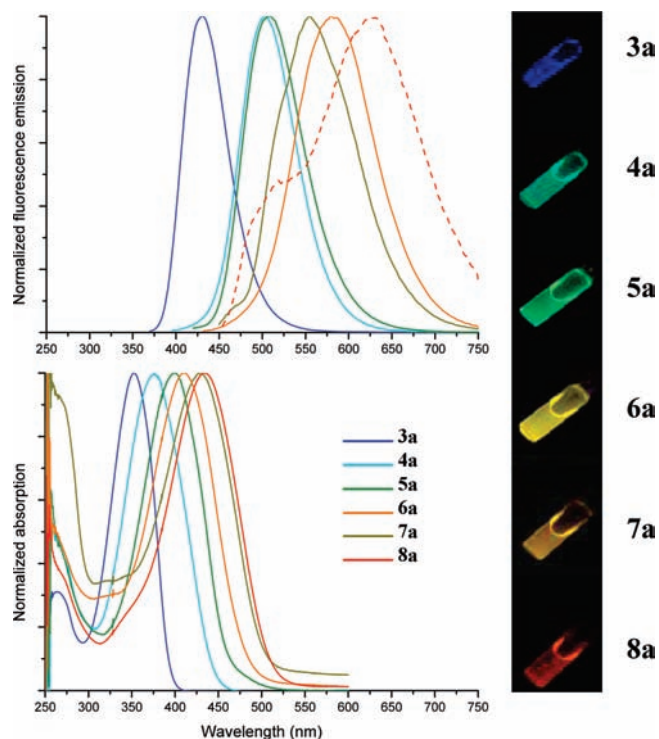 Normalized fluorescence emission
250 300 350 400 450 500 550 600 650 700 750
Normalized absorption
3a
4a
5a
6a
7a
8a
250 300 350 400 450 500 550 600 650 700 750
Wavelength (nm)
3a
4a
5a
6a
7a
8a